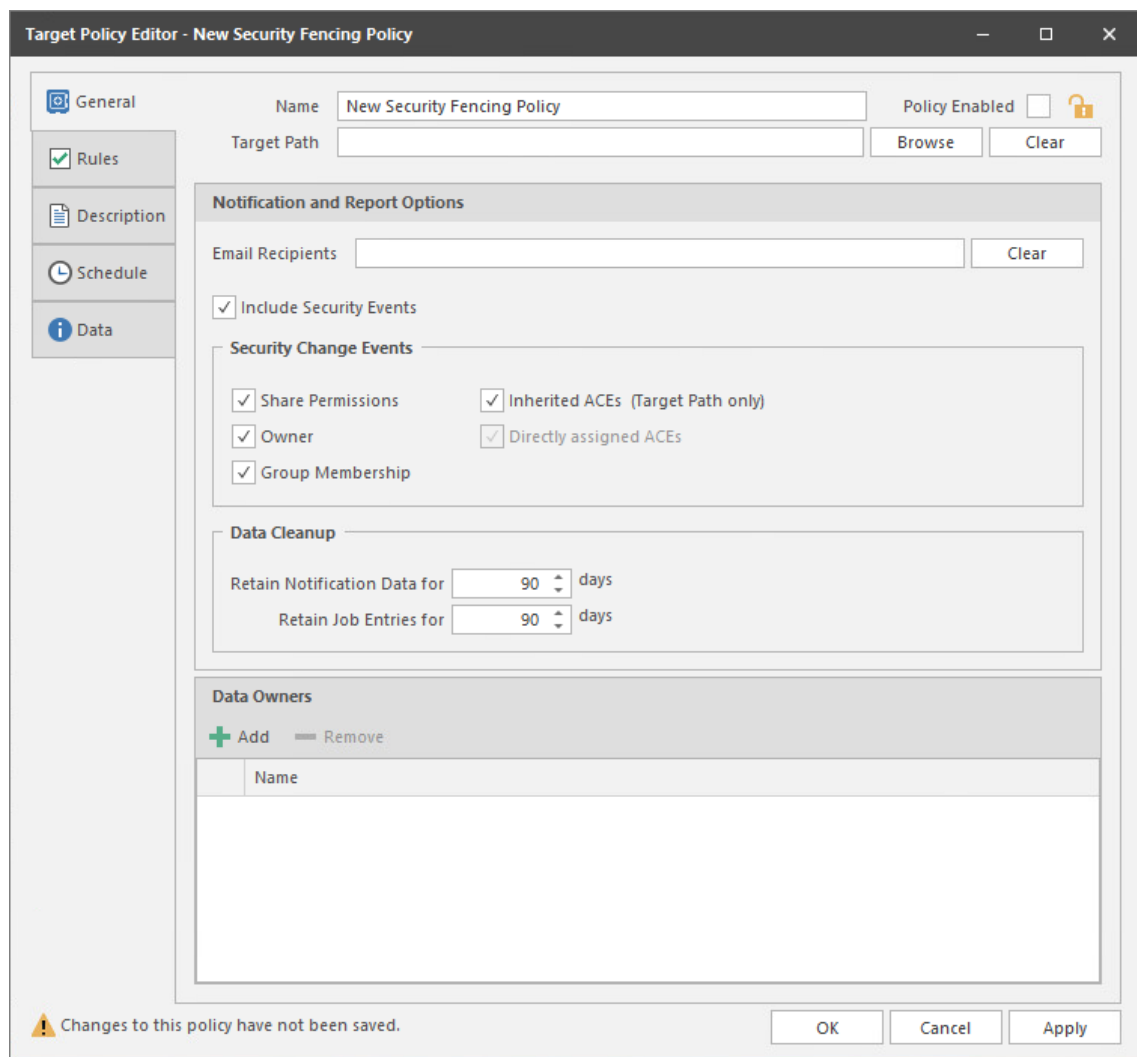 Target Policy Editor - New Security Fencing Policy
General
Name New Security Fencing Policy Policy Enabled
Target Path Browse Clear
Rules
Description
Schedule
Data
Notification and Report Options
Email Recipients Clear
Include Security Events
Security Change Events
Share Permissions Inherited ACEs (Target Path only)
Owner Directly assigned ACEs
Group Membership
Data Cleanup
Retain Notification Data for 90 days
Retain Job Entries for 90 days
Data Owners
Add Remove
Name
Changes to this policy have not been saved.
OK Cancel Apply